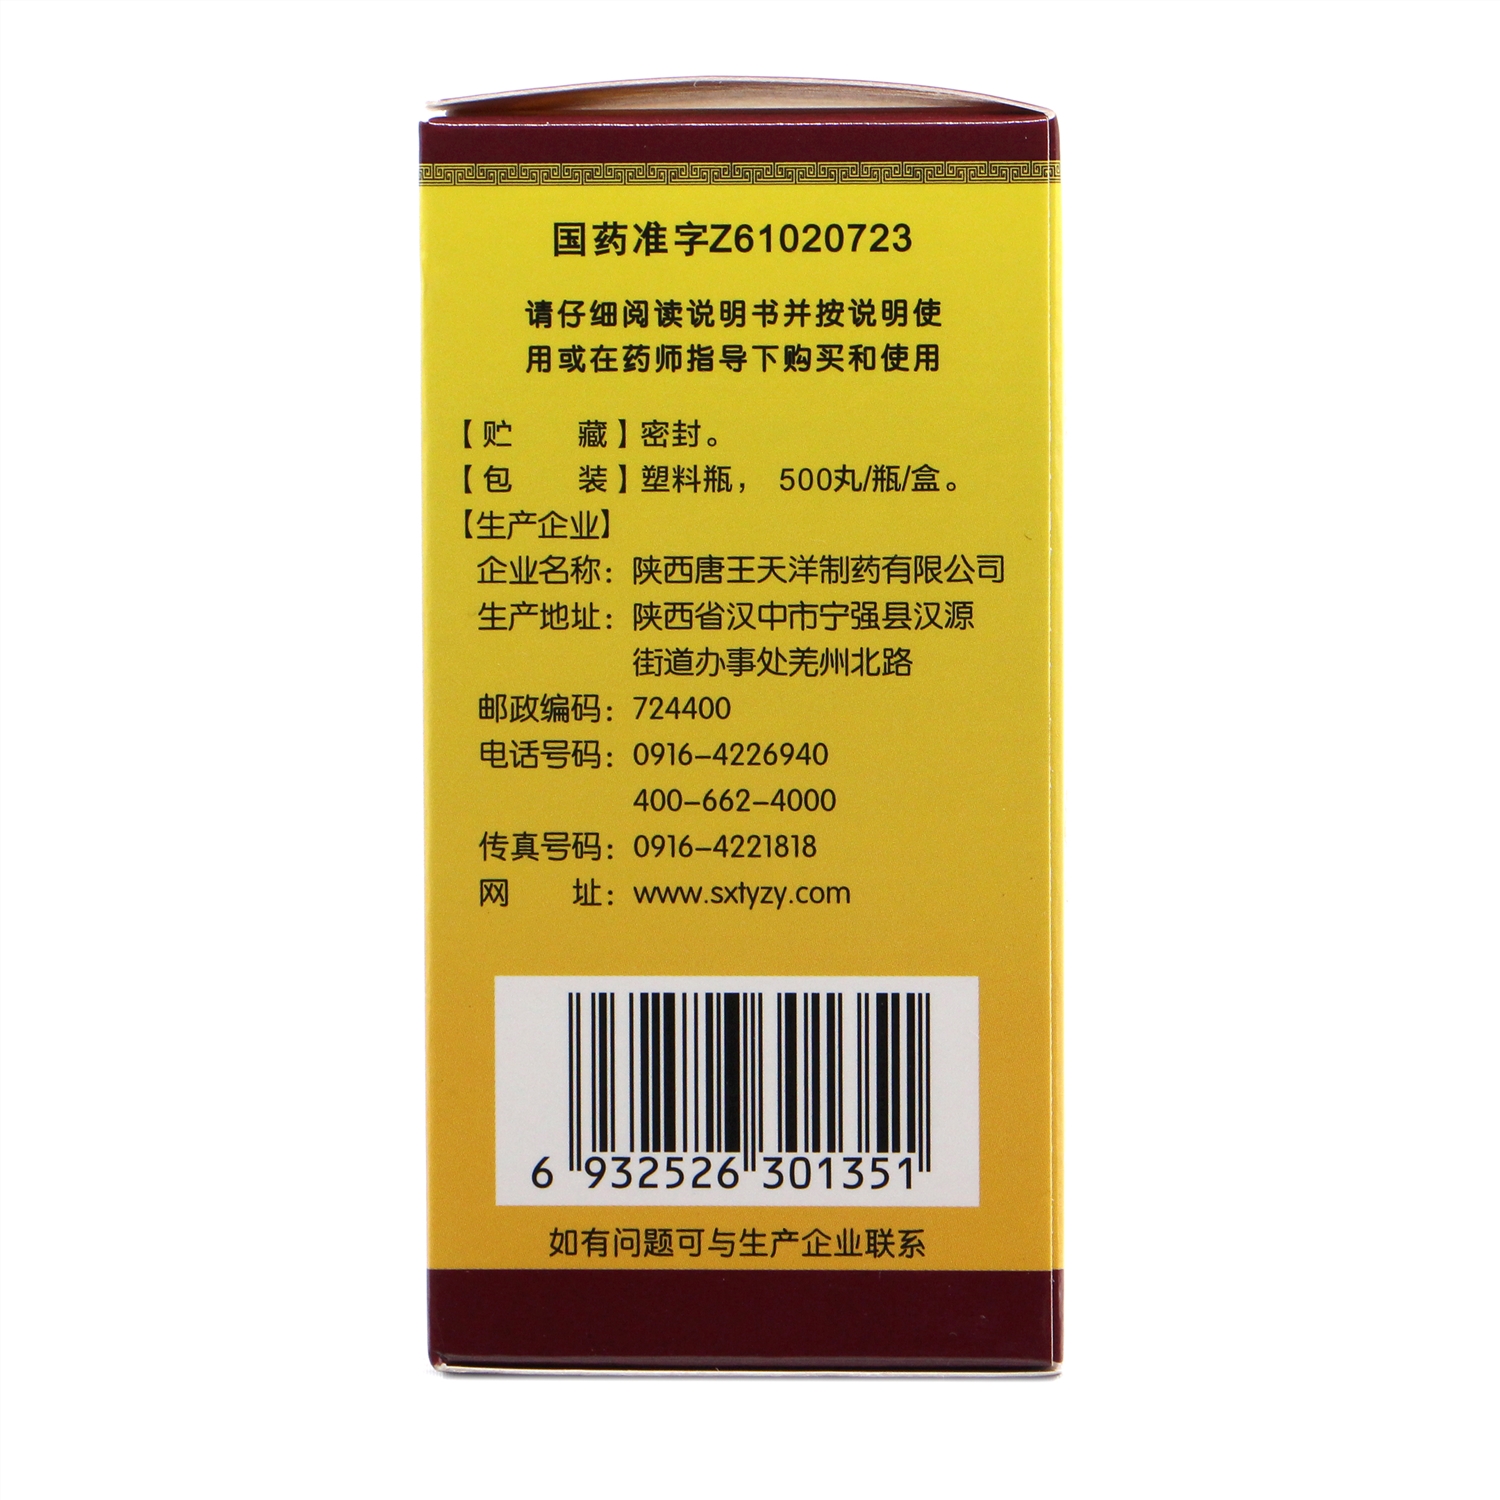 国药准字Z61020723
请仔细阅读说明书并按说明使
用或在药师指导下购买和使用
【贮　　藏】密封。
【包　　装】塑料瓶， 500丸/瓶/盒。
【生产企业】
企业名称：陕西唐王天洋制药有限公司
生产地址：陕西省汉中市宁强县汉源
街道办事处羌州北路
邮政编码：724400
电话号码：0916-4226940
400-662-4000
传真号码：0916-4221818
网　　址：www.sxtyzy.com
6 932526 301351
如有问题可与生产企业联系